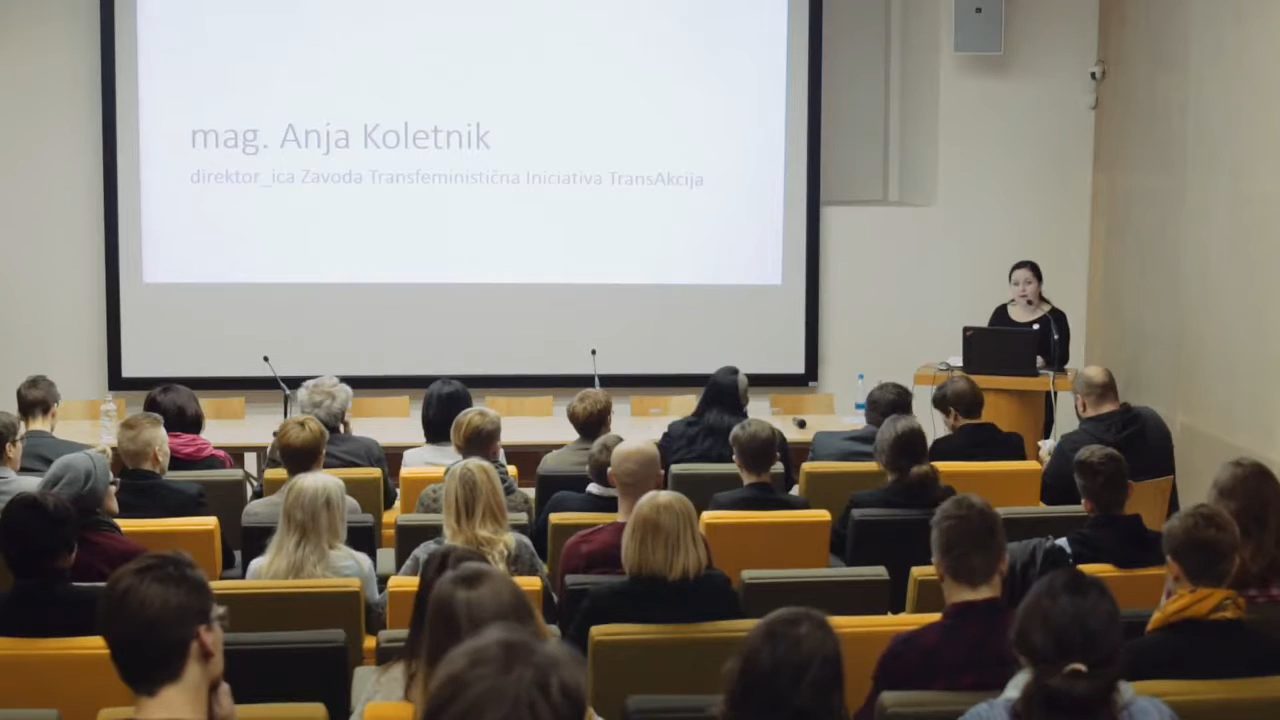 mag. Anja Koletnik
direktor_ica Zavoda Transfeministična Iniciativa TransAkcija